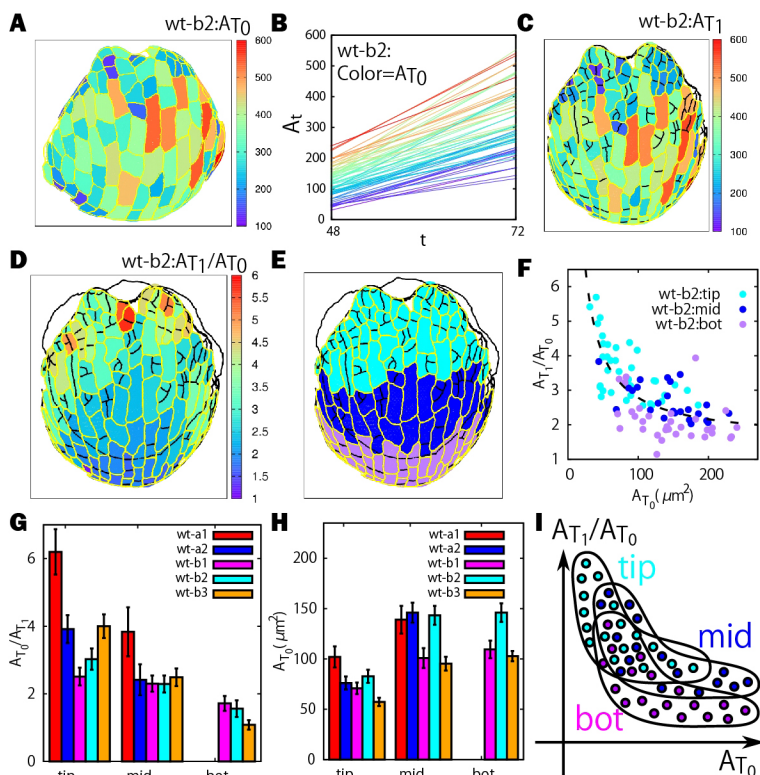 A
wt-b2:AT0
600
500
400
300
200
100
B
wt-b2:
Color=AT0
600
500
400
300
200
100
0
At
48
t
72
C
wt-b2:AT1
600
500
400
300
200
100
D
wt-b2:AT1/AT0
6
5.5
5
4.5
4
3.5
3
2.5
2
1.5
1
E
F
wt-b2:tip
wt-b2:mid
wt-b2:bot
6
5
4
3
2
1
AT1/AT0
0
100
200
AT0( μm²)
G
wt-a1
wt-a2
wt-b1
wt-b2
wt-b3
6
4
2
0
AT0/AT1
tip
mid
bot
H
wt-a1
wt-a2
wt-b1
wt-b2
wt-b3
200
150
100
50
0
AT0( μm²)
tip
mid
bot
I
AT1/AT0
tip
mid
bot
AT0